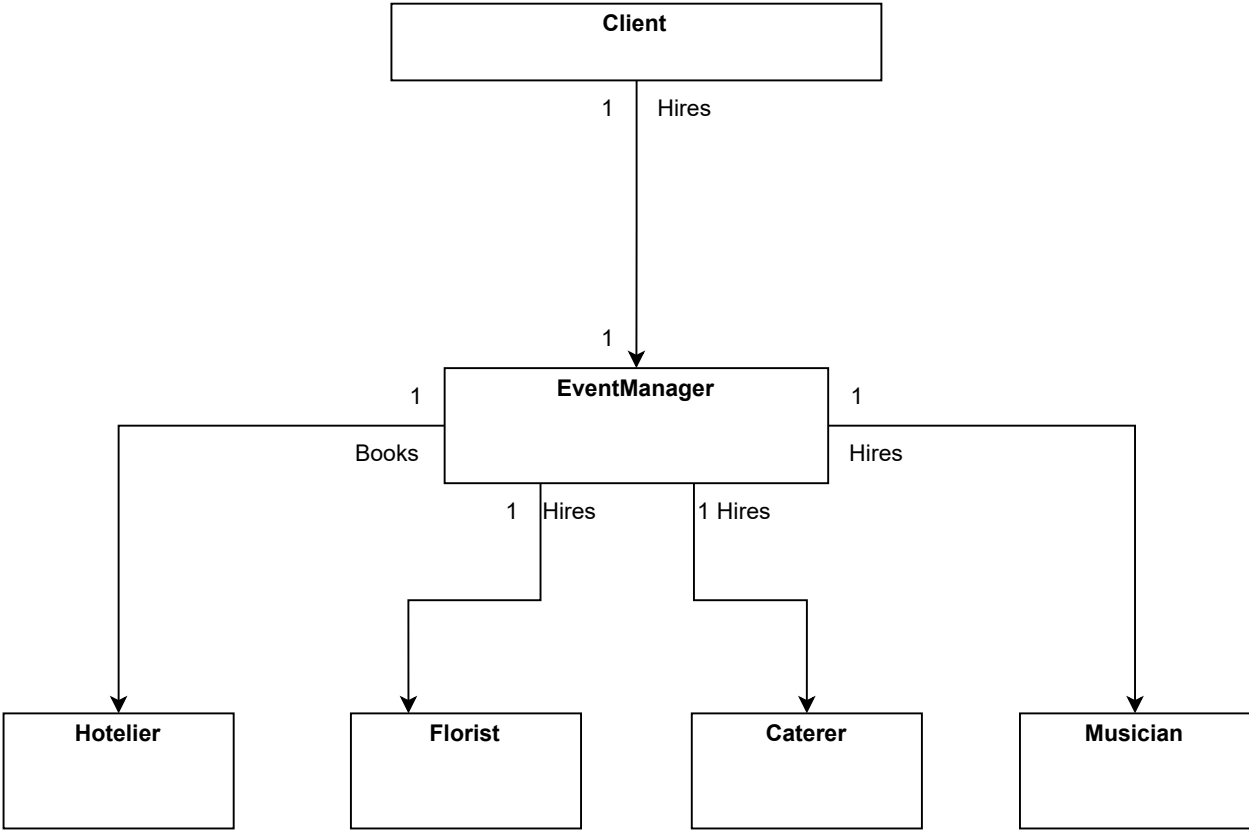 Client
1 Hires
1
EventManager
1 1
Books Hires
1 Hires 1 Hires
Hotelier Florist Caterer Musician